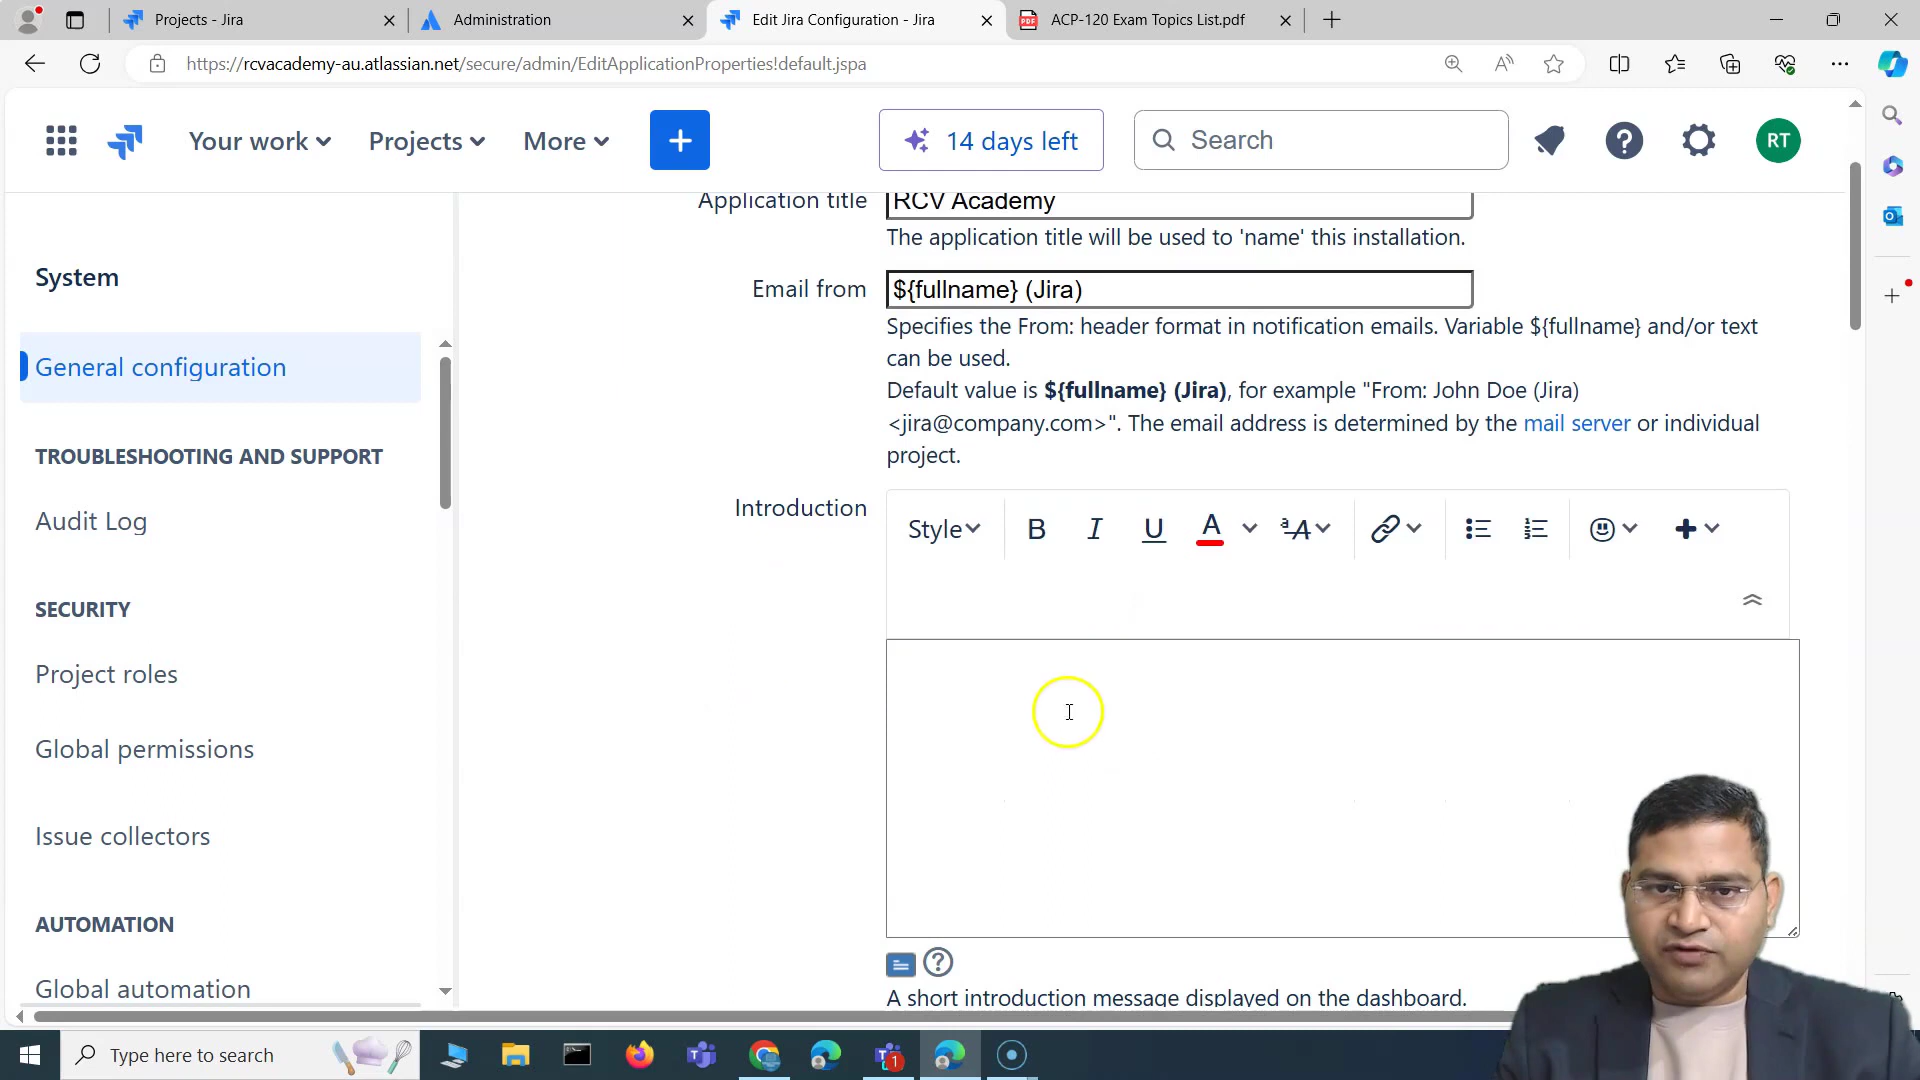 Projects - Jira
Administration
Edit Jira Configuration - Jira
ACP-120 Exam Topics List.pdf
https://rcvacademy-au.atlassian.net/secure/admin/EditApplicationProperties!default.jspa
Your work
Projects
More
14 days left
Search
RT
System
General configuration
TROUBLESHOOTING AND SUPPORT
Audit Log
SECURITY
Project roles
Global permissions
Issue collectors
AUTOMATION
Global automation
Application title
RCV Academy
The application title will be used to 'name' this installation.
Email from
${fullname} (Jira)
Specifies the From: header format in notification emails. Variable ${fullname} and/or text
can be used.
Default value is ${fullname} (Jira), for example "From: John Doe (Jira)
<jira@company.com>". The email address is determined by the mail server or individual
project.
Introduction
Style
B I U A ªA
A short introduction message displayed on the dashboard.
Type here to search
1